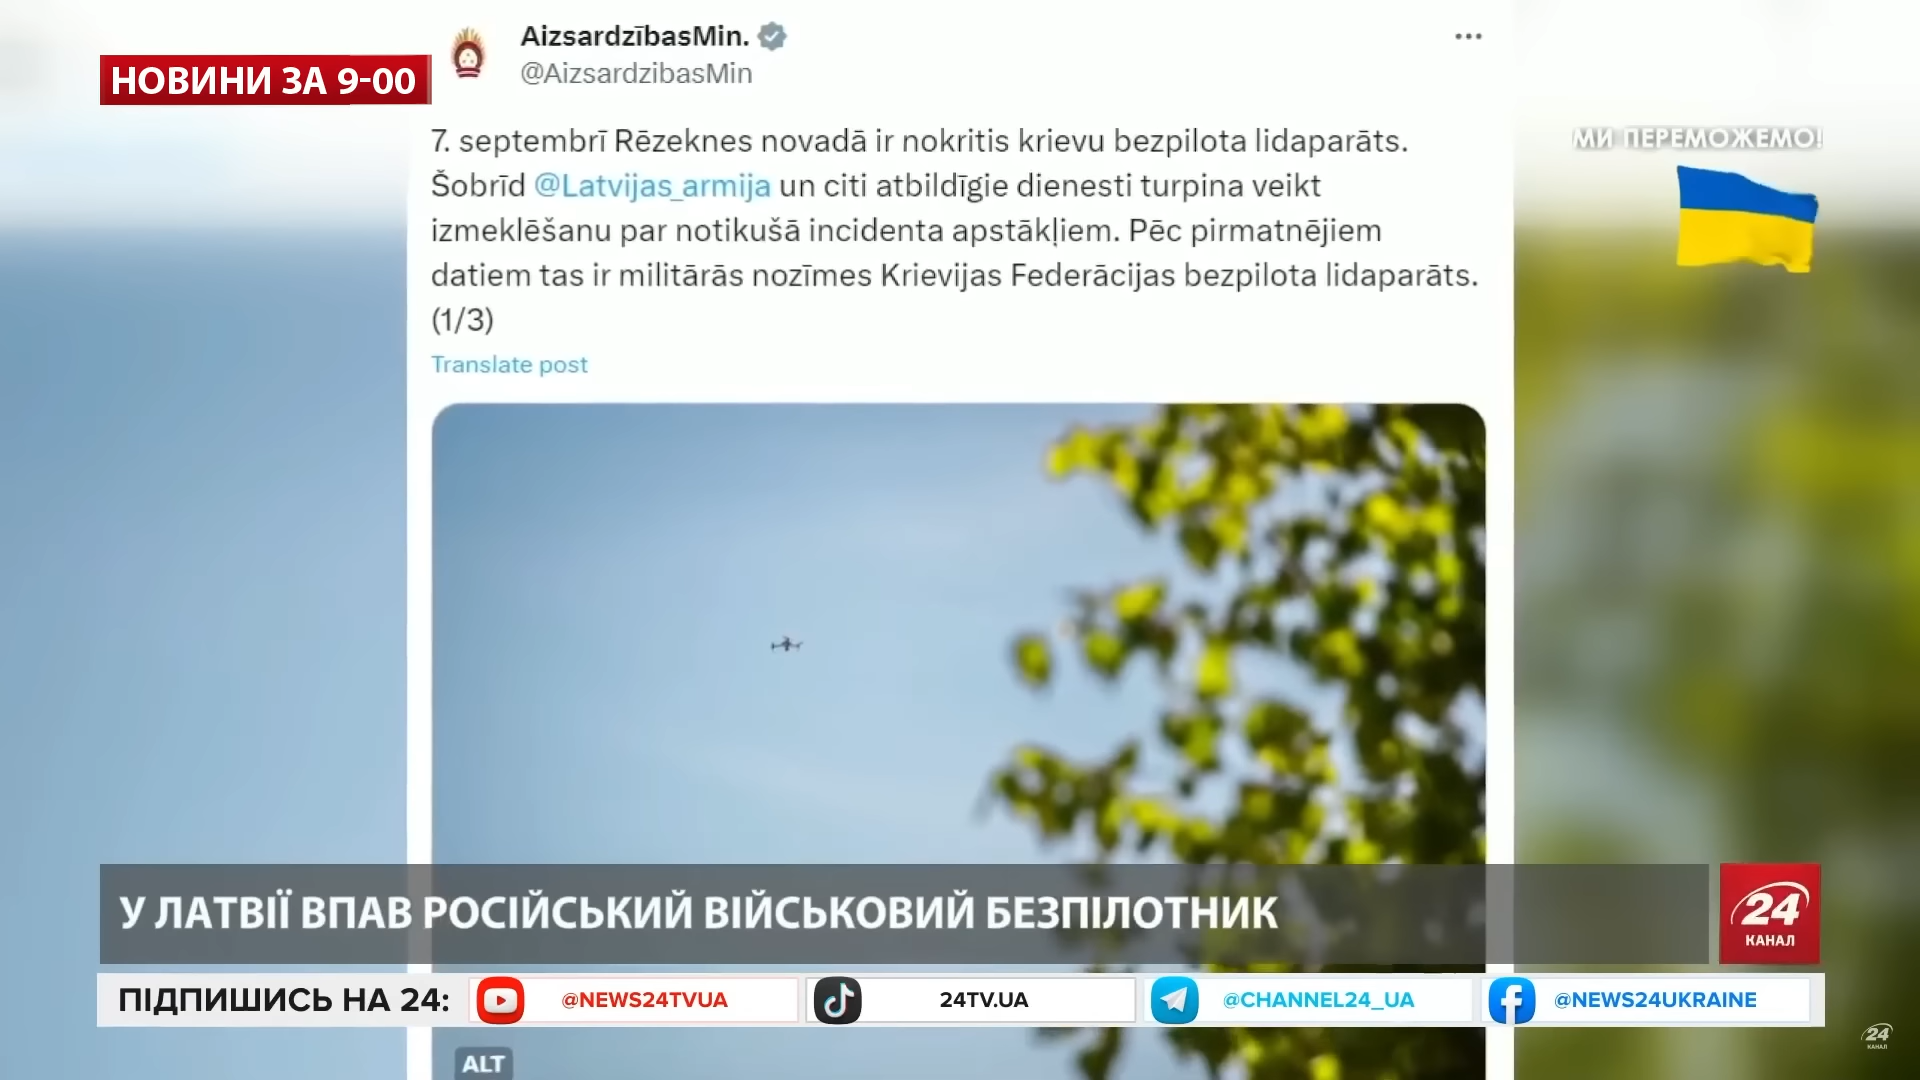 AizsardzībasMin.
@AizsardzibasMin
НОВИНИ ЗА 9-00
7. septembrī Rēzeknes novadā ir nokritis krievu bezpilota lidaparāts.
Šobrīd @Latvijas_armija un citi atbildīgie dienesti turpina veikt
izmeklēšanu par notikušā incidenta apstākļiem. Pēc pirmatnējiem
datiem tas ir militārās nozīmes Krievijas Federācijas bezpilota lidaparāts.
(1/3)
Translate post
МИ ПЕРЕМОЖЕМО!
У ЛАТВІЇ ВПАВ РОСІЙСЬКИЙ ВІЙСЬКОВИЙ БЕЗПІЛОТНИК
24
КАНАЛ
ПІДПИШИСЬ НА 24:
@NEWS24TVUA
24TV.UA
@CHANNEL24_UA
@NEWS24UKRAINE
ALT
24
КАНАЛ